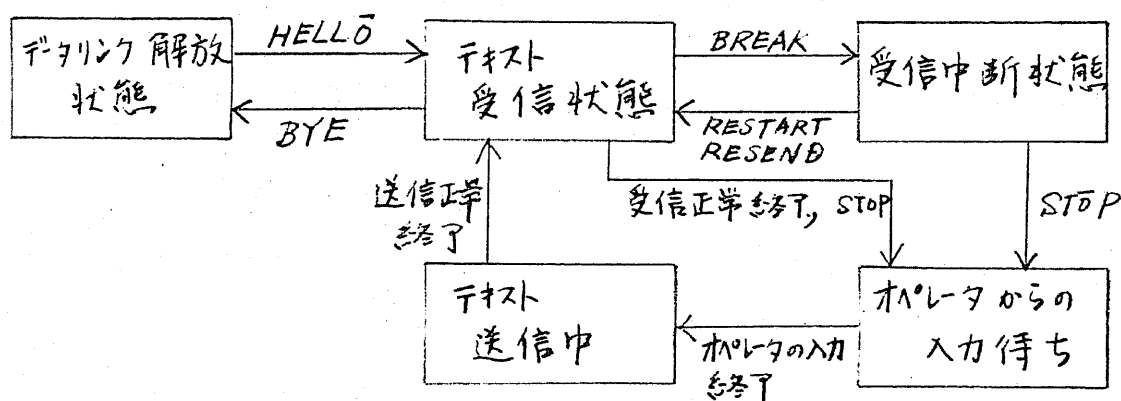 データリンク解放
状態
HELLO
BYE
テキスト
受信状態
BREAK
RESTART
RESEND
受信中断状態
送信正常
終了
受信正常終了, STOP
STOP
テキスト
送信中
オペレータの入力
終了
オペレータからの
入力待ち